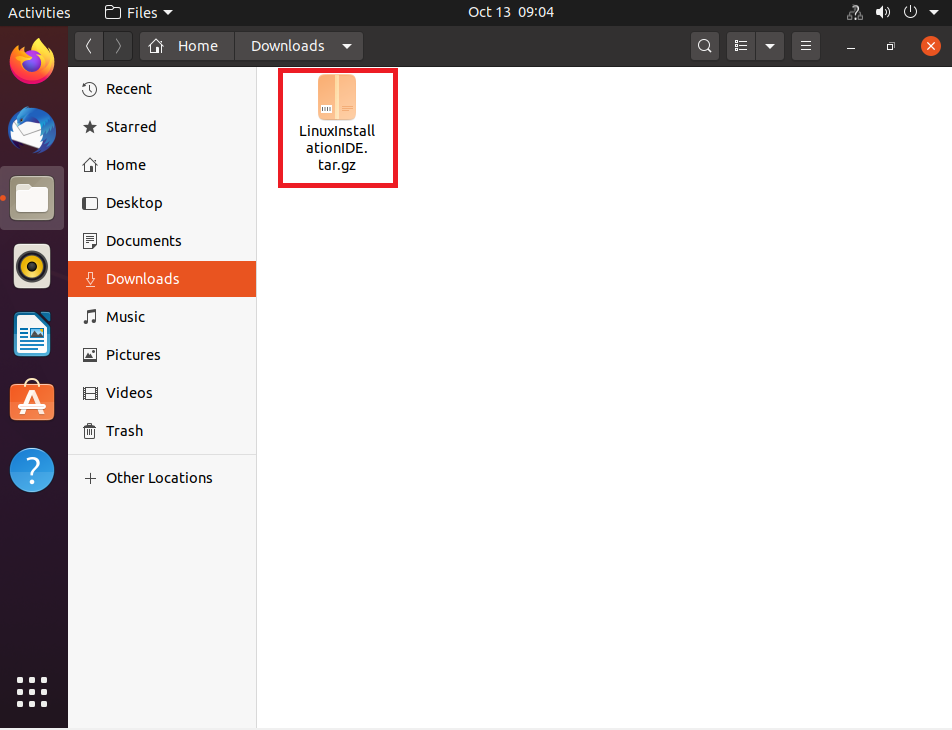 Activities Files Oct 13 09:04
Home Downloads
Recent
Starred
Home
Desktop
Documents
Downloads
Music
Pictures
Videos
Trash
Other Locations
LinuxInstall
ationIDE.
tar.gz